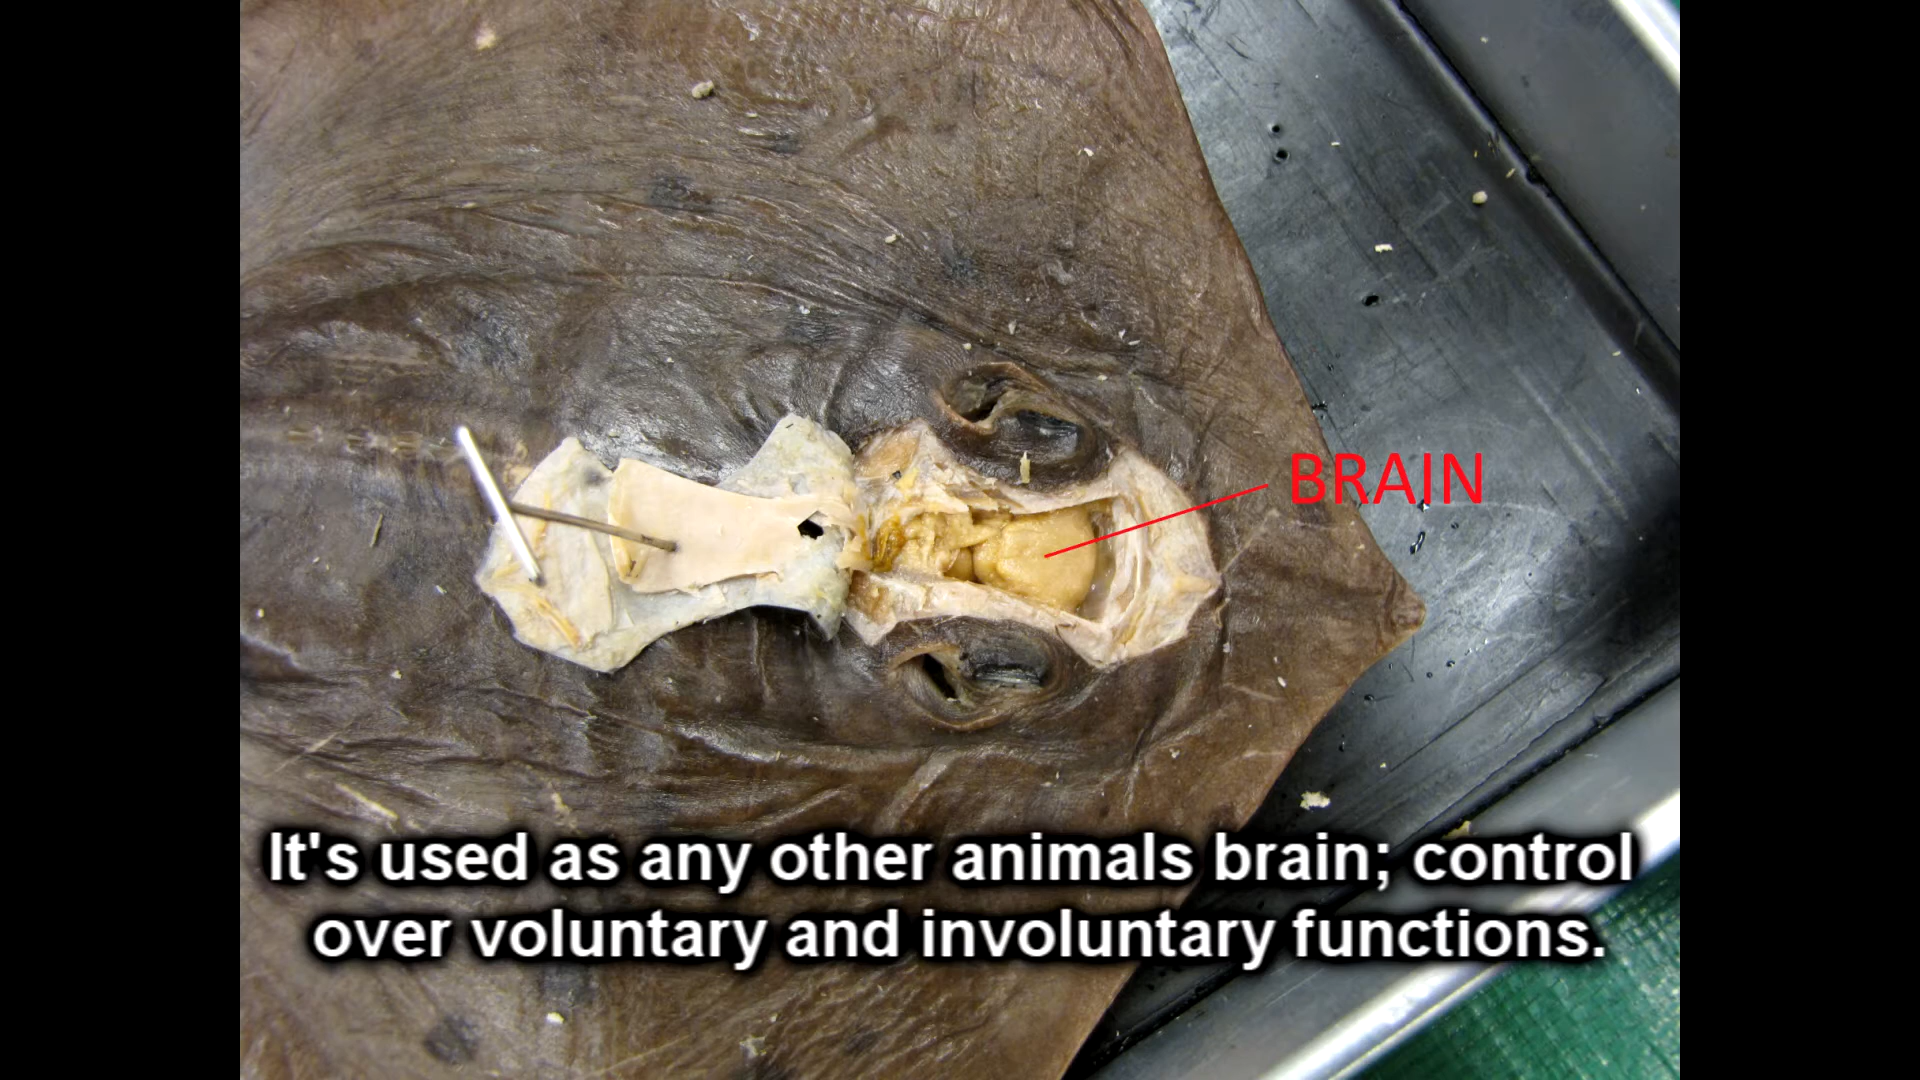 BRAIN
It's used as any other animals brain; control
over voluntary and involuntary functions.